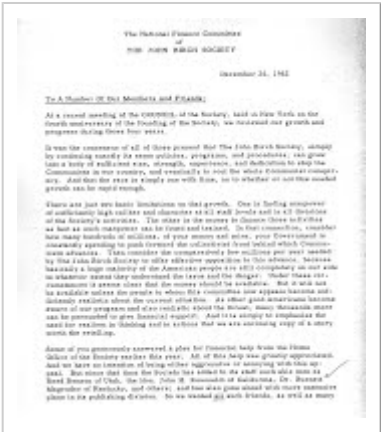 The National Finance Committee
of
THE JOHN BIRCH SOCIETY
December 24, 1962
To A Number Of Our Members and Friends:
At a recent meeting of the COUNCIL of the Society, held in New York on the
fourth anniversary of the founding of the Society, we reviewed our growth and
progress during those four years.
It was the consensus of all of those present that The John Birch Society, simply
by continuing exactly its same policies, programs, and procedures, can grow
into a body of sufficient size, strength, experience, and dedication to stop the
Communists in our country, and eventually to rout the whole Communist conspir-
acy. And that the race is simply one with time, as to whether or not this needed
growth can be rapid enough.
There are just two basic limitations on that growth. One is finding manpower
of sufficiently high caliber and character at all staff levels and in all divisions
of the Society's activities. The other is the money to finance those activities
as fast as such manpower can be found and trained. In that connection, consider
how many hundreds of millions, of your money and mine, your Government is
constantly spending to push forward the collectivist front behind which Commu-
nism advances. Then consider the comparatively few millions per year needed
by The John Birch Society to offer effective opposition to this advance, because
basically a huge majority of the American people are still completely on our side
in whatever sense they understand the issue and the danger. Under these cir-
cumstances it seems clear that the money should be available. But it will not
be available unless the people to whom this committee now appeals become suf-
ficiently realistic about the current situation. As other good Americans become
aware of our program and also realistic about the threat, many thousands more
can be persuaded to give financial support. And it is simply to emphasize the
need for realism in thinking and in action that we are enclosing copy of a story
worth the retelling.
Some of you generously answered a plea for financial help from the Home
Office of the Society earlier this year. All of this help was greatly appreciated.
And we have no intention of being either aggressive or annoying with this ap-
peal. But since that time the Society has added to its staff such able men as
Reed Benson of Utah, the Hon. John H. Rousselot of California, Dr.
of Kentucky, and others; and has also gone ahead with more extensive
plans in its publishing division. So we wanted such friends, as well as many